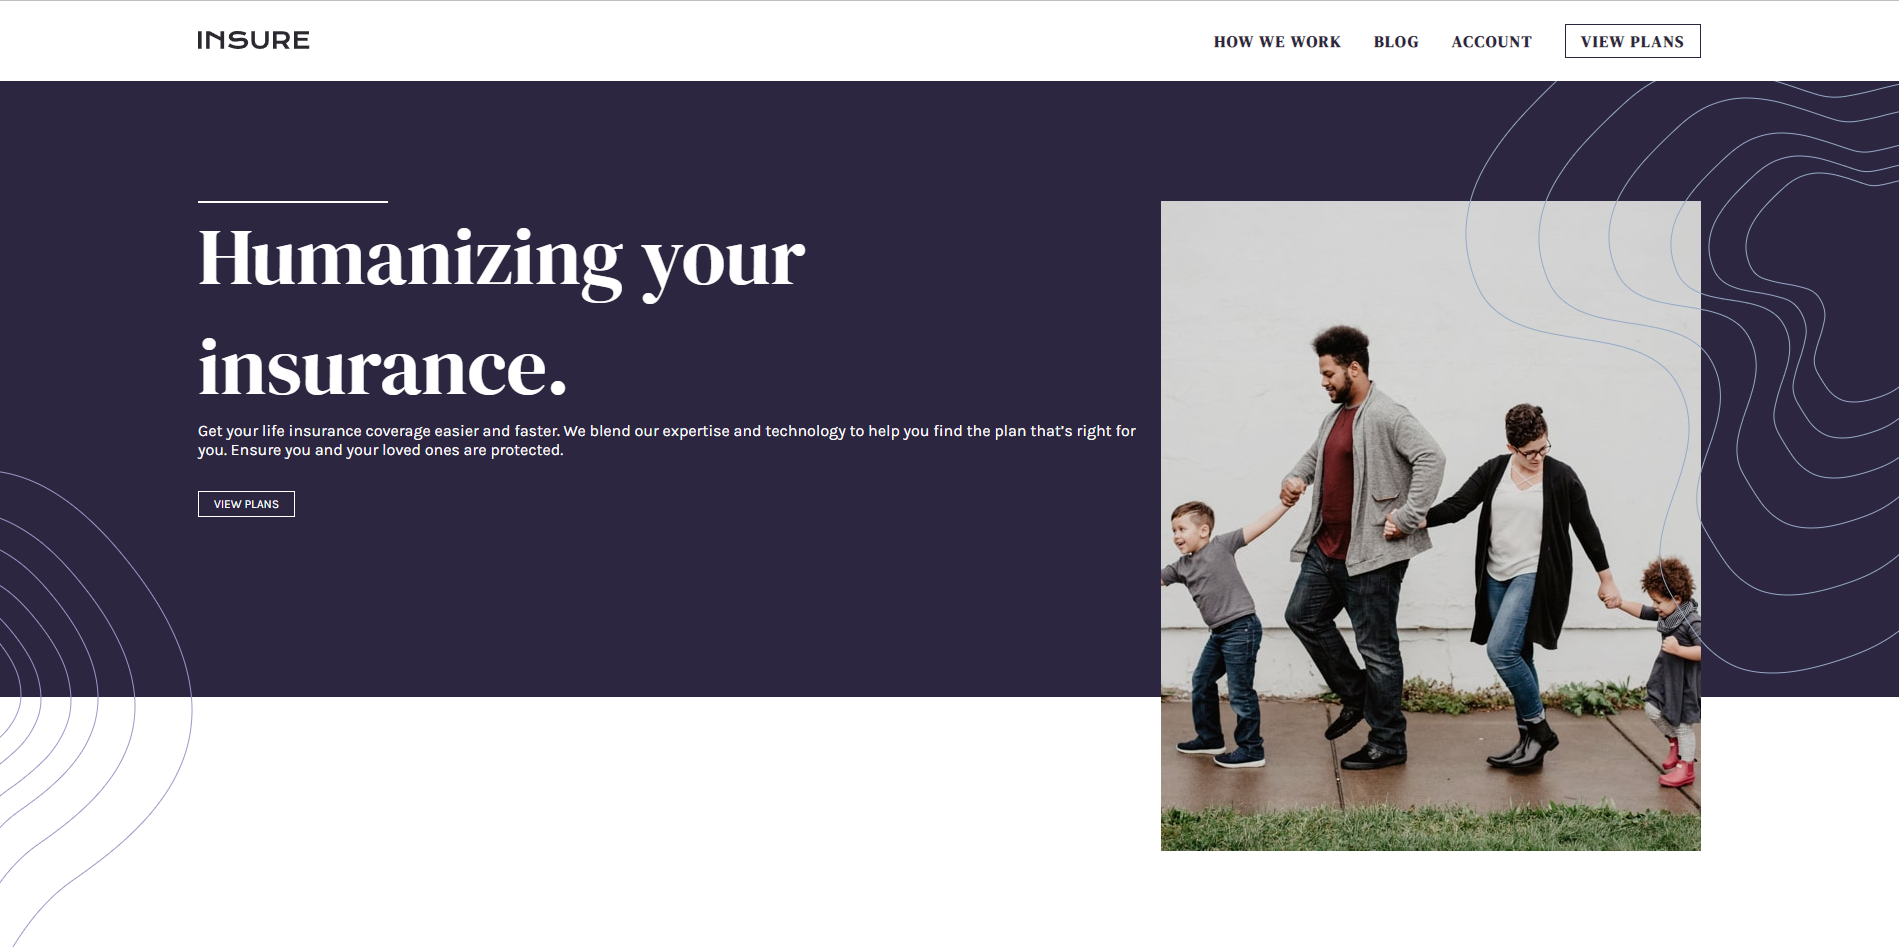 INSURE
HOW WE WORK
BLOG
ACCOUNT
VIEW PLANS
Humanizing your
insurance.
Get your life insurance coverage easier and faster. We blend our expertise and technology to help you find the plan that's right for
you. Ensure you and your loved ones are protected.
VIEW PLANS